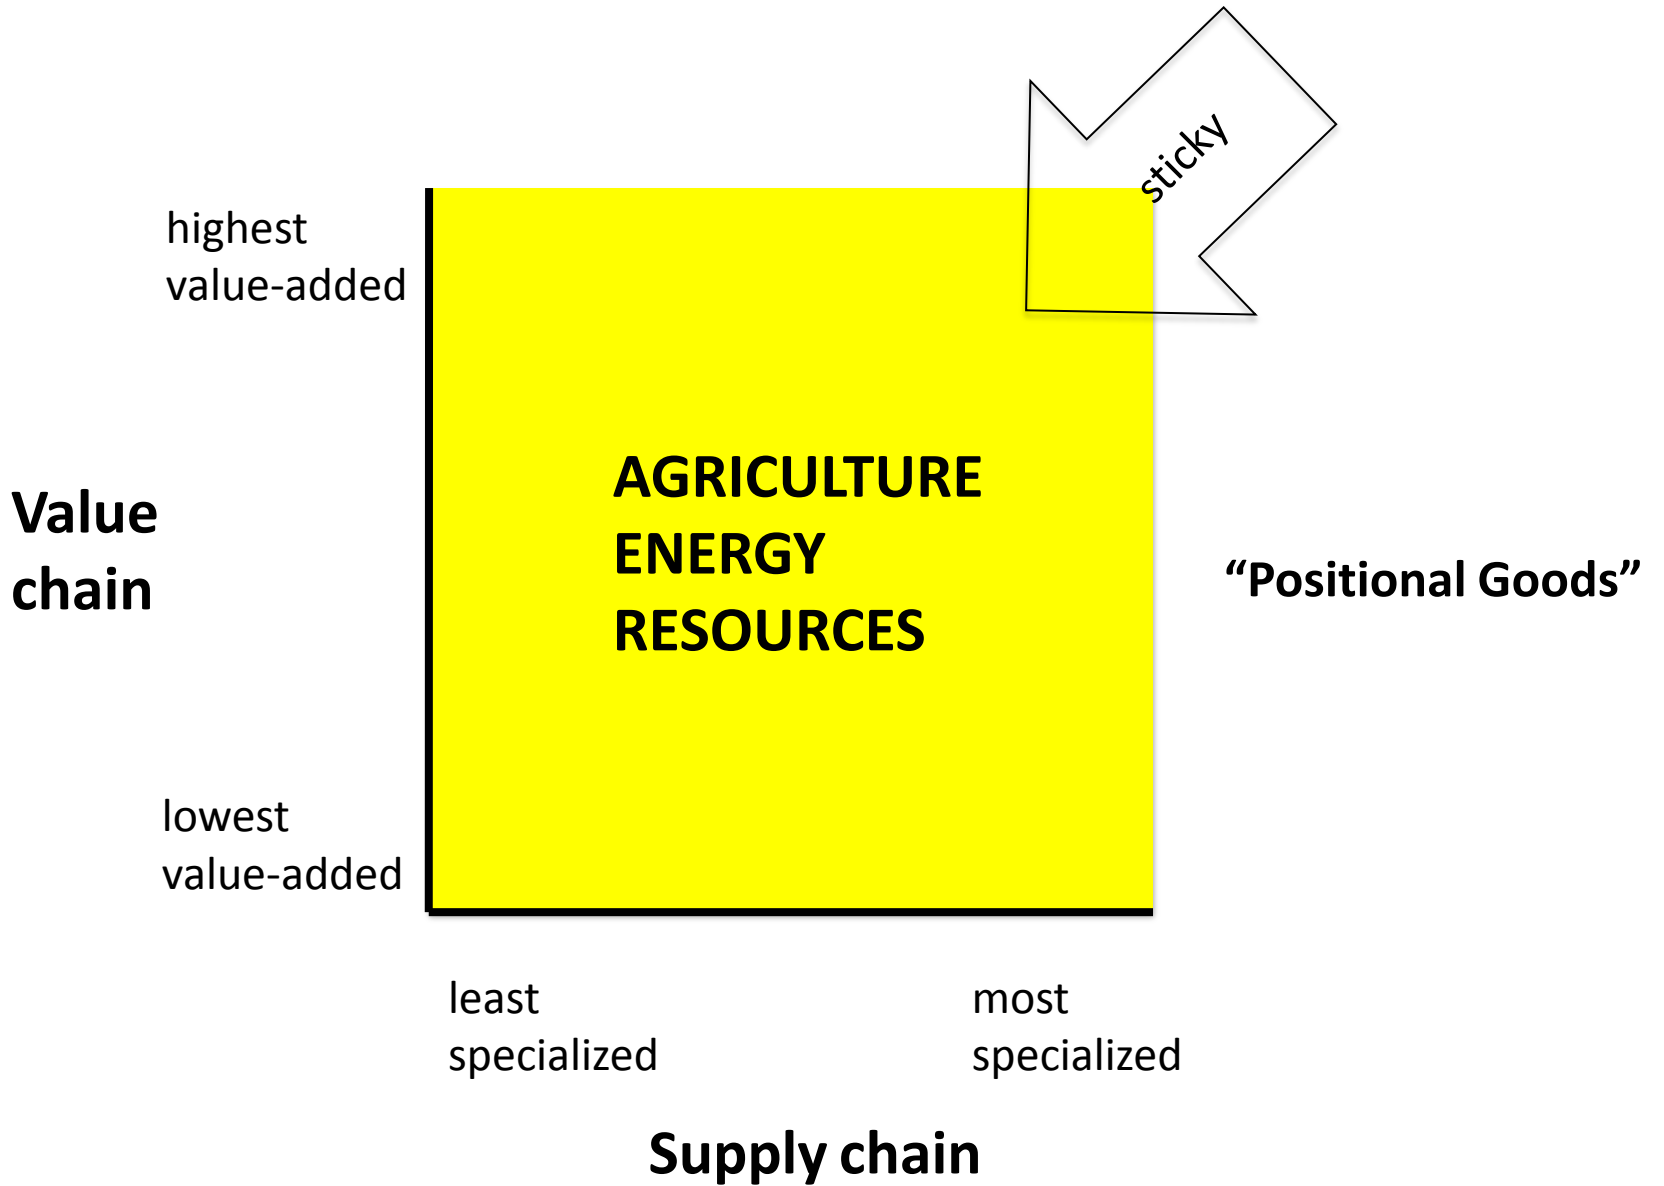 sticky
highest
value-added
AGRICULTURE
ENERGY
RESOURCES
Value
chain
“Positional Goods”
lowest
value-added
least
specialized
most
specialized
Supply chain